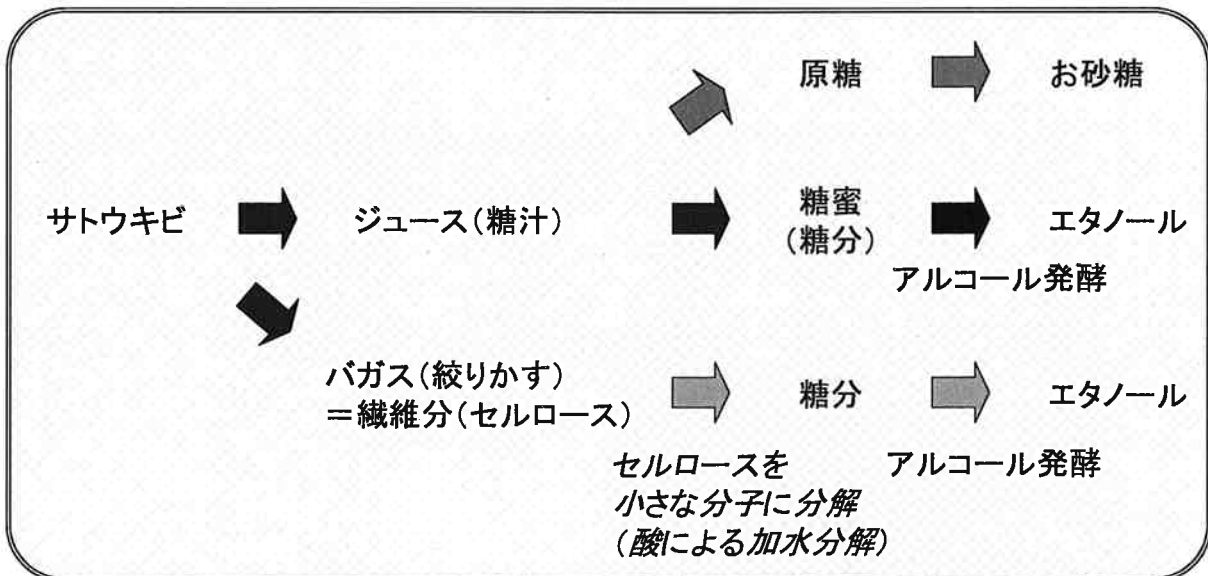 原糖
お砂糖
サトウキビ
ジュース(糖汁)
糖蜜
(糖分)
エタノール
アルコール発酵
バガス(絞りかす)
=繊維分(セルロース)
糖分
エタノール
セルロースを
小さな分子に分解
(酸による加水分解)
アルコール発酵